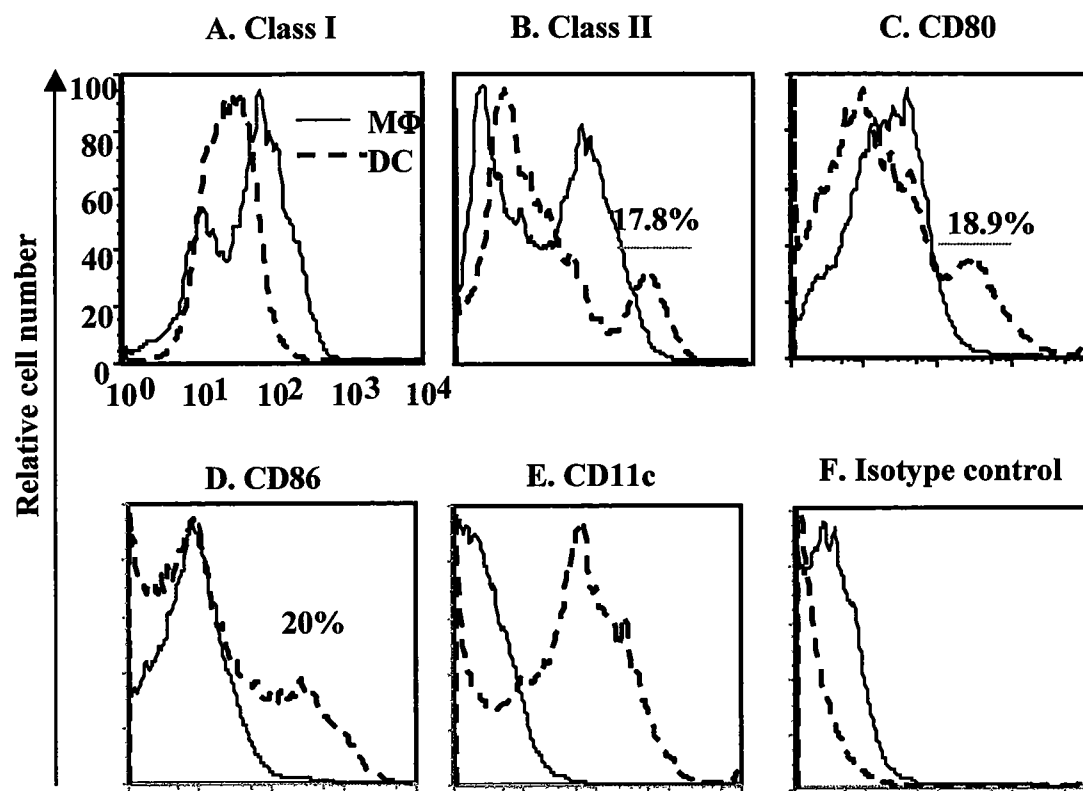 A. Class I
B. Class II
C. CD80
Relative cell number
100
80
60
40
20
0
10⁰ 10¹ 10² 10³ 10⁴
MΦ
DC
17.8%
18.9%
D. CD86
E. CD11c
F. Isotype control
20%